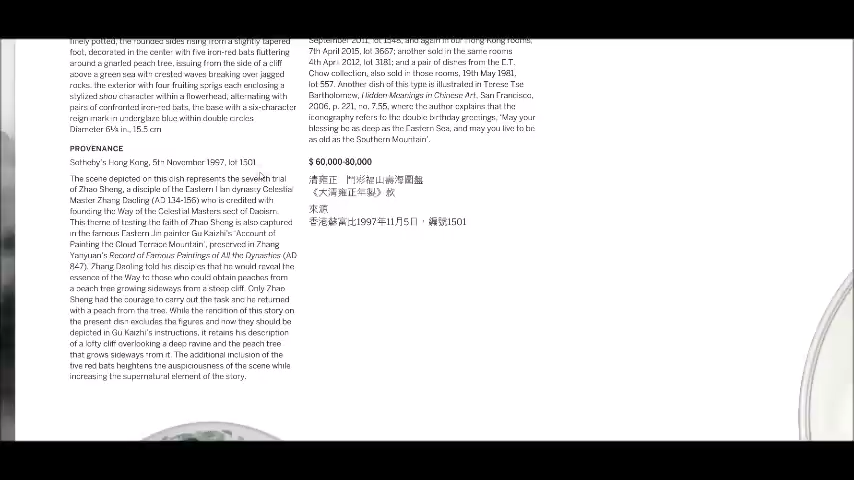 finely potted, the rounded sides rising from a slightly tapered
foot, decorated in the center with five iron-red bats fluttering
around a gnarled peach tree, issuing from the side of a cliff
above a green sea with crested waves breaking over jagged
rocks, the exterior with four fruiting sprigs each enclosing a
stylized shou character within a flowerhead, alternating with
pairs of confronted iron-red bats, the base with a six-character
reign mark in underglaze blue within double circles
Diameter 6⅛ in., 15.5 cm
PROVENANCE
Sotheby's Hong Kong, 5th November 1997, lot 1501
The scene depicted on this dish represents the seventh trial
of Zhao Sheng, a disciple of the Eastern Han dynasty Celestial
Master Zhang Daoling (AD 134-156) who is credited with
founding the Way of the Celestial Masters sect of Daoism.
This theme of testing the faith of Zhao Sheng is also captured
in the famous Eastern Jin painter Gu Kaizhi's 'Account of
Painting the Cloud Terrace Mountain', preserved in Zhang
Yanyuan's Record of Famous Paintings of All the Dynasties (AD
847). Zhang Daoling told his disciples that he would reveal the
essence of the Way to those who could obtain peaches from
a peach tree growing sideways from a steep cliff. Only Zhao
Sheng had the courage to carry out the task and he returned
with a peach from the tree. While the rendition of this story on
the present dish excludes the figures and how they should be
depicted in Gu Kaizhi's instructions, it retains his description
of a lofty cliff overlooking a deep ravine and the peach tree
that grows sideways from it. The additional inclusion of the
five red bats heightens the auspiciousness of the scene while
increasing the supernatural element of the story.
September 2011, lot 1548, and again in our Hong Kong rooms,
7th April 2015, lot 3667; another sold in the same rooms
4th April 2012, lot 3181; and a pair of dishes from the E.T.
Chow collection, also sold in those rooms, 19th May 1981,
lot 557. Another dish of this type is illustrated in Terese Tse
Bartholomew, Hidden Meanings in Chinese Art, San Francisco,
2006, p. 221, no. 7.55, where the author explains that the
iconography refers to the double birthday greetings, 'May your
blessing be as deep as the Eastern Sea, and may you live to be
as old as the Southern Mountain'.
$ 60,000-80,000
清雍正 鬥彩福山壽海圖盤
《大清雍正年製》款
來源
香港蘇富比1997年11月5日，編號1501